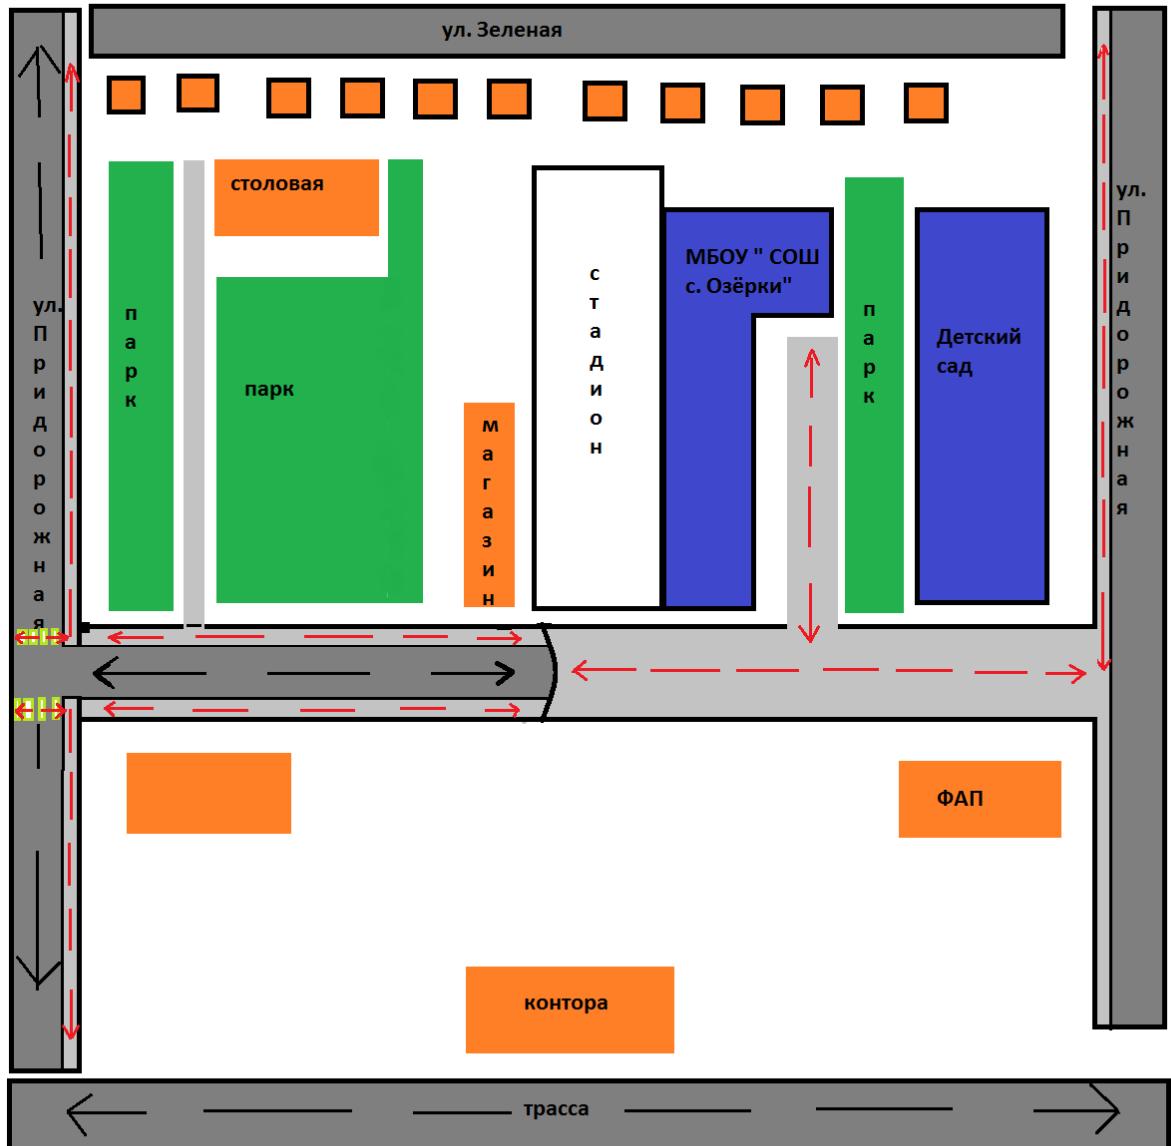 ул. Зеленая
столовая
МБОУ " СОШ
с. Озёрки"
ул.
Придорожная
ул.
Придорожная
парк
парк
магазин
стадион
парк
Детский
сад
ФАП
контора
трасса